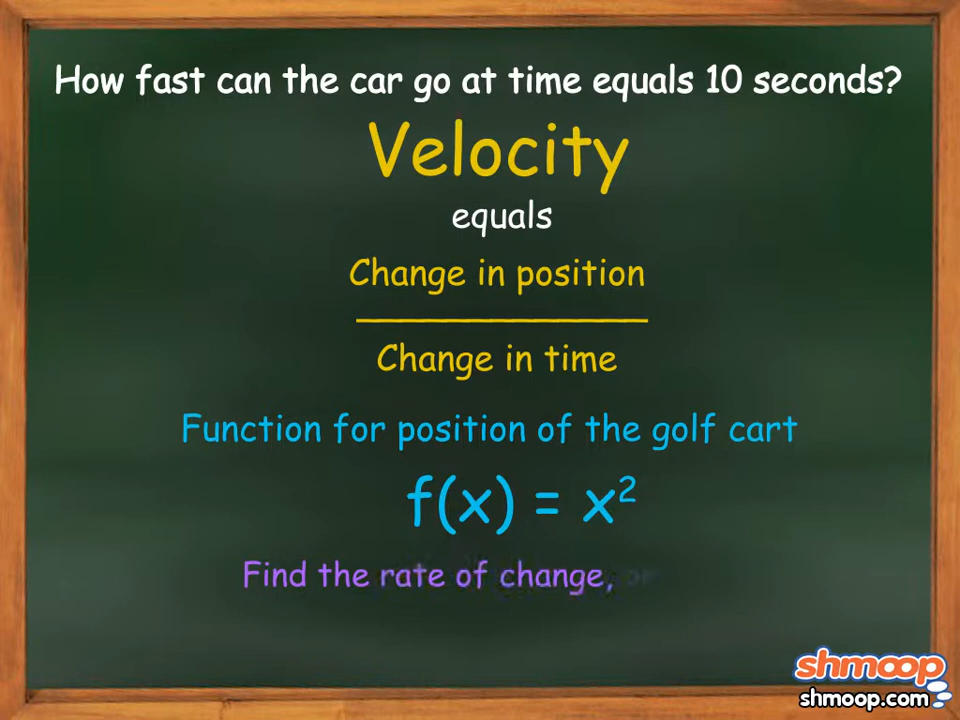 How fast can the car go at time equals 10 seconds?
Velocity
equals
Change in position
Change in time
Function for position of the golf cart
f(x) = x²
Find the rate of change, or
shmoop
shmoop.com